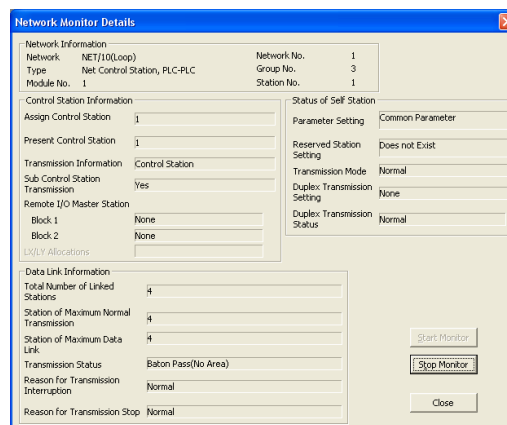 Network Monitor Details
Network Information
Network NET/10(Loop) Network No. 1
Type Net Control Station, PLC-PLC Group No. 3
Module No. 1 Station No. 1
Control Station Information
Assign Control Station 1
Present Control Station 1
Transmission Information Control Station
Sub Control Station
Transmission Yes
Remote I/O Master Station
Block 1 None
Block 2 None
LX/LY Allocations
Status of Self Station
Parameter Setting Common Parameter
Reserved Station
Setting Does not Exist
Transmission Mode Normal
Duplex Transmission
Setting None
Duplex Transmission
Status Normal
Data Link Information
Total Number of Linked
Stations 4
Station of Maximum Normal
Transmission 4
Station of Maximum Data
Link 4
Transmission Status Baton Pass(No Area)
Reason for Transmission
Interruption Normal
Reason for Transmission Stop Normal
Start Monitor
Stop Monitor
Close